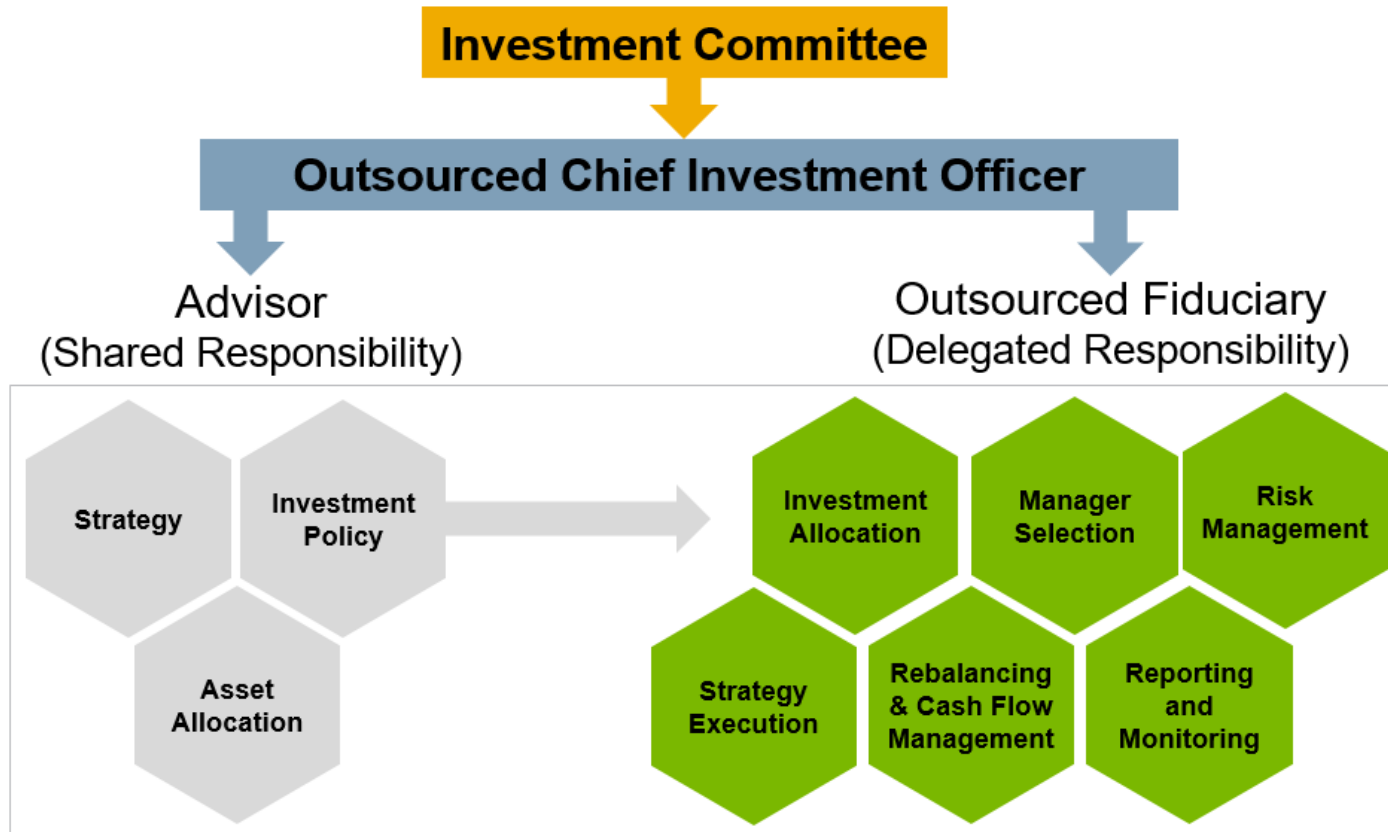 Investment Committee
Outsourced Chief Investment Officer
Advisor
(Shared Responsibility)
Outsourced Fiduciary
(Delegated Responsibility)
Strategy
Investment
Policy
Asset
Allocation
Investment
Allocation
Manager
Selection
Risk
Management
Strategy
Execution
Rebalancing
& Cash Flow
Management
Reporting
and
Monitoring